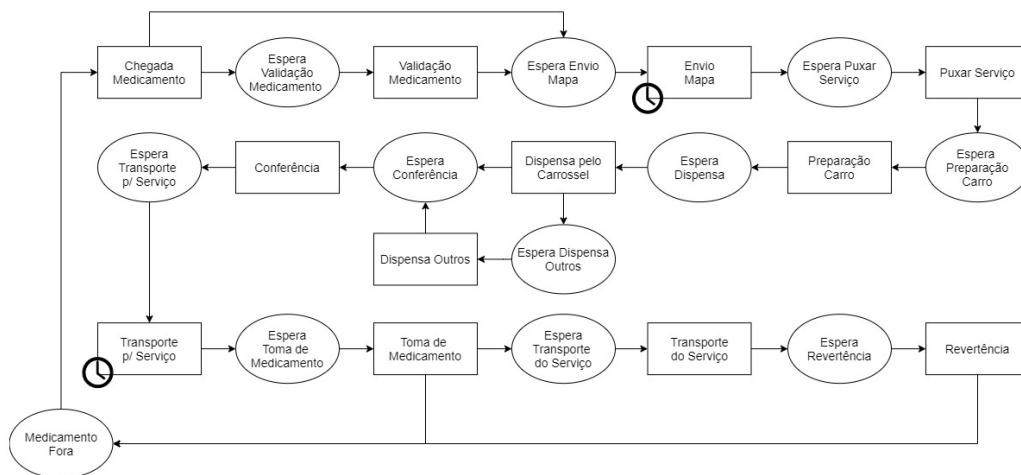 Chegada
Medicamento
Espera
Validação
Medicamento
Validação
Medicamento
Espera Envio
Mapa
Envio
Mapa
Espera Puxar
Serviço
Puxar Serviço
Espera
Transporte
p/ Serviço
Conferência
Espera
Conferência
Dispensa pelo
Carrossel
Espera
Dispensa
Preparação
Carro
Espera
Preparação
Carro
Dispensa Outros
Espera Dispensa
Outros
Transporte
p/ Serviço
Espera
Toma de
Medicamento
Toma de
Medicamento
Espera
Transporte
do Serviço
Transporte
do Serviço
Espera
Revertência
Revertência
Medicamento
Fora